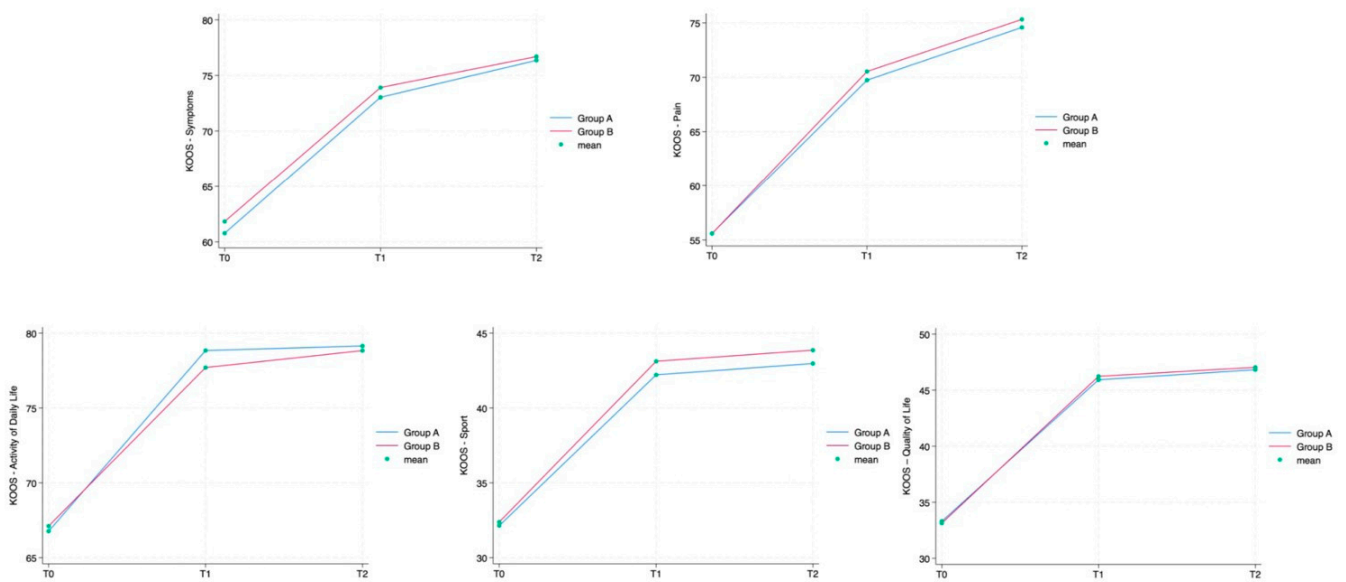 80
75
70
65
60
KOOS - Symptoms
T0
T1
T2
Group A
Group B
mean
75
70
65
60
55
KOOS - Pain
T0
T1
T2
Group A
Group B
mean
80
75
70
65
KOOS - Activity of Daily Life
T0
T1
T2
Group A
Group B
mean
45
40
35
30
KOOS - Sport
T0
T1
T2
Group A
Group B
mean
50
45
40
35
30
KOOS – Quality of Life
T0
T1
T2
Group A
Group B
mean